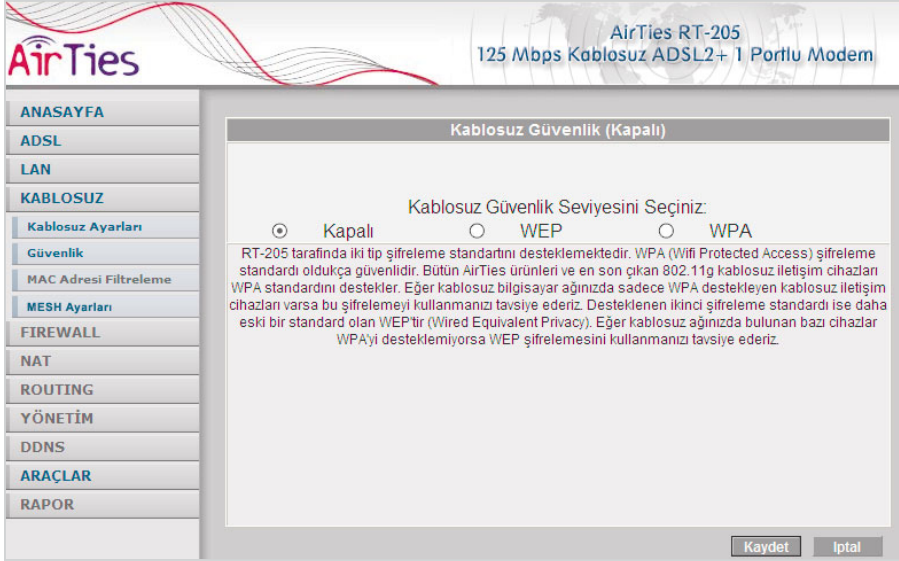 AirTies
AirTies RT-205
125 Mbps Kablosuz ADSL2+ 1 Portlu Modem
ANASAYFA
ADSL
LAN
KABLOSUZ
Kablosuz Ayarları
Güvenlik
MAC Adresi Filtreleme
MESH Ayarları
FIREWALL
NAT
ROUTING
YÖNETİM
DDNS
ARAÇLAR
RAPOR
Kablosuz Güvenlik (Kapalı)
Kablosuz Güvenlik Seviyesini Seçiniz:
Kapalı WEP WPA
RT-205 tarafinda iki tip şifreleme standartını desteklemektedir. WPA (Wifi Protected Access) şifreleme
standardı oldukça güvenlidir. Bütün AirTies ürünleri ve en son çıkan 802.11g kablosuz iletişim cihazları
WPA standardını destekler. Eğer kablosuz bilgisayar ağınızda sadece WPA destekleyen kablosuz iletişim
cihazları varsa bu şifrelemeyi kullanmanızı tavsiye ederiz. Desteklenen ikinci şifreleme standardı ise daha
eski bir standard olan WEP'tir (Wired Equivalent Privacy). Eğer kablosuz ağınızda bulunan bazı cihazlar
WPA'yi desteklemiyorsa WEP şifrelemesini kullanmanızı tavsiye ederiz.
Kaydet Iptal